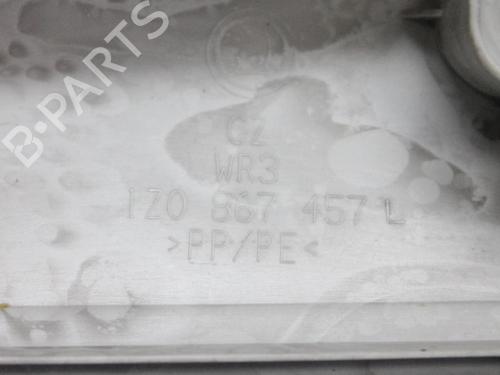 B-PARTS
CZ
WR3
1Z0 867 457 L
>PP/PE<